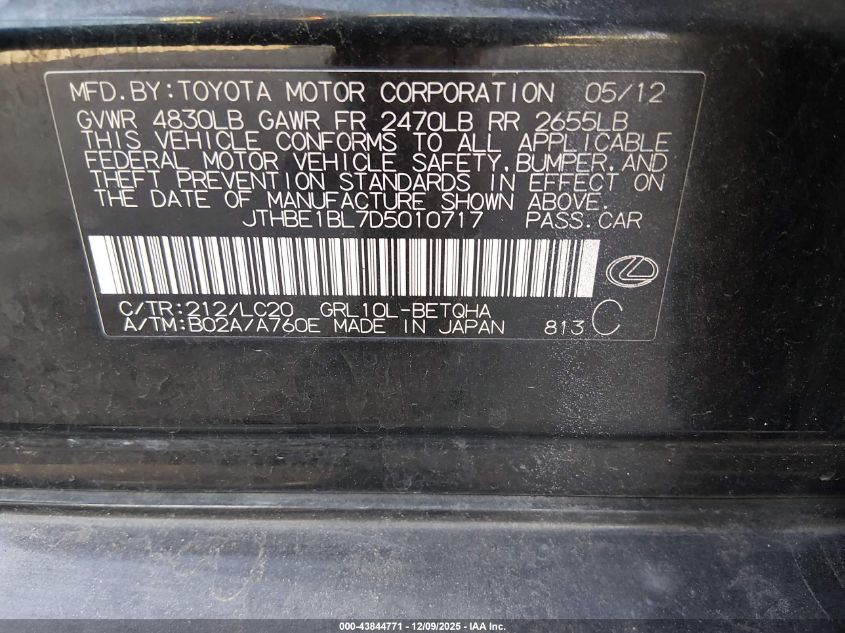 MFD.BY:TOYOTA MOTOR CORPORATION 05/12
GVWR 4830LB GAWR FR 2470LB RR 2655LB
THIS VEHICLE CONFORMS TO ALL APPLICABLE
FEDERAL MOTOR VEHICLE SAFETY,BUMPER,AND
THEFT PREVENTION STANDARDS IN EFFECT ON
THE DATE OF MANUFACTURE SHOWN ABOVE.
JTHBE1BL7D5010717 PASS.CAR
C/TR:212/LC20 GRL10L-BETQHA
A/TM:B02A/A760E MADE IN JAPAN 813 C
000-43844771 - 12/09/2025 - IAA Inc.